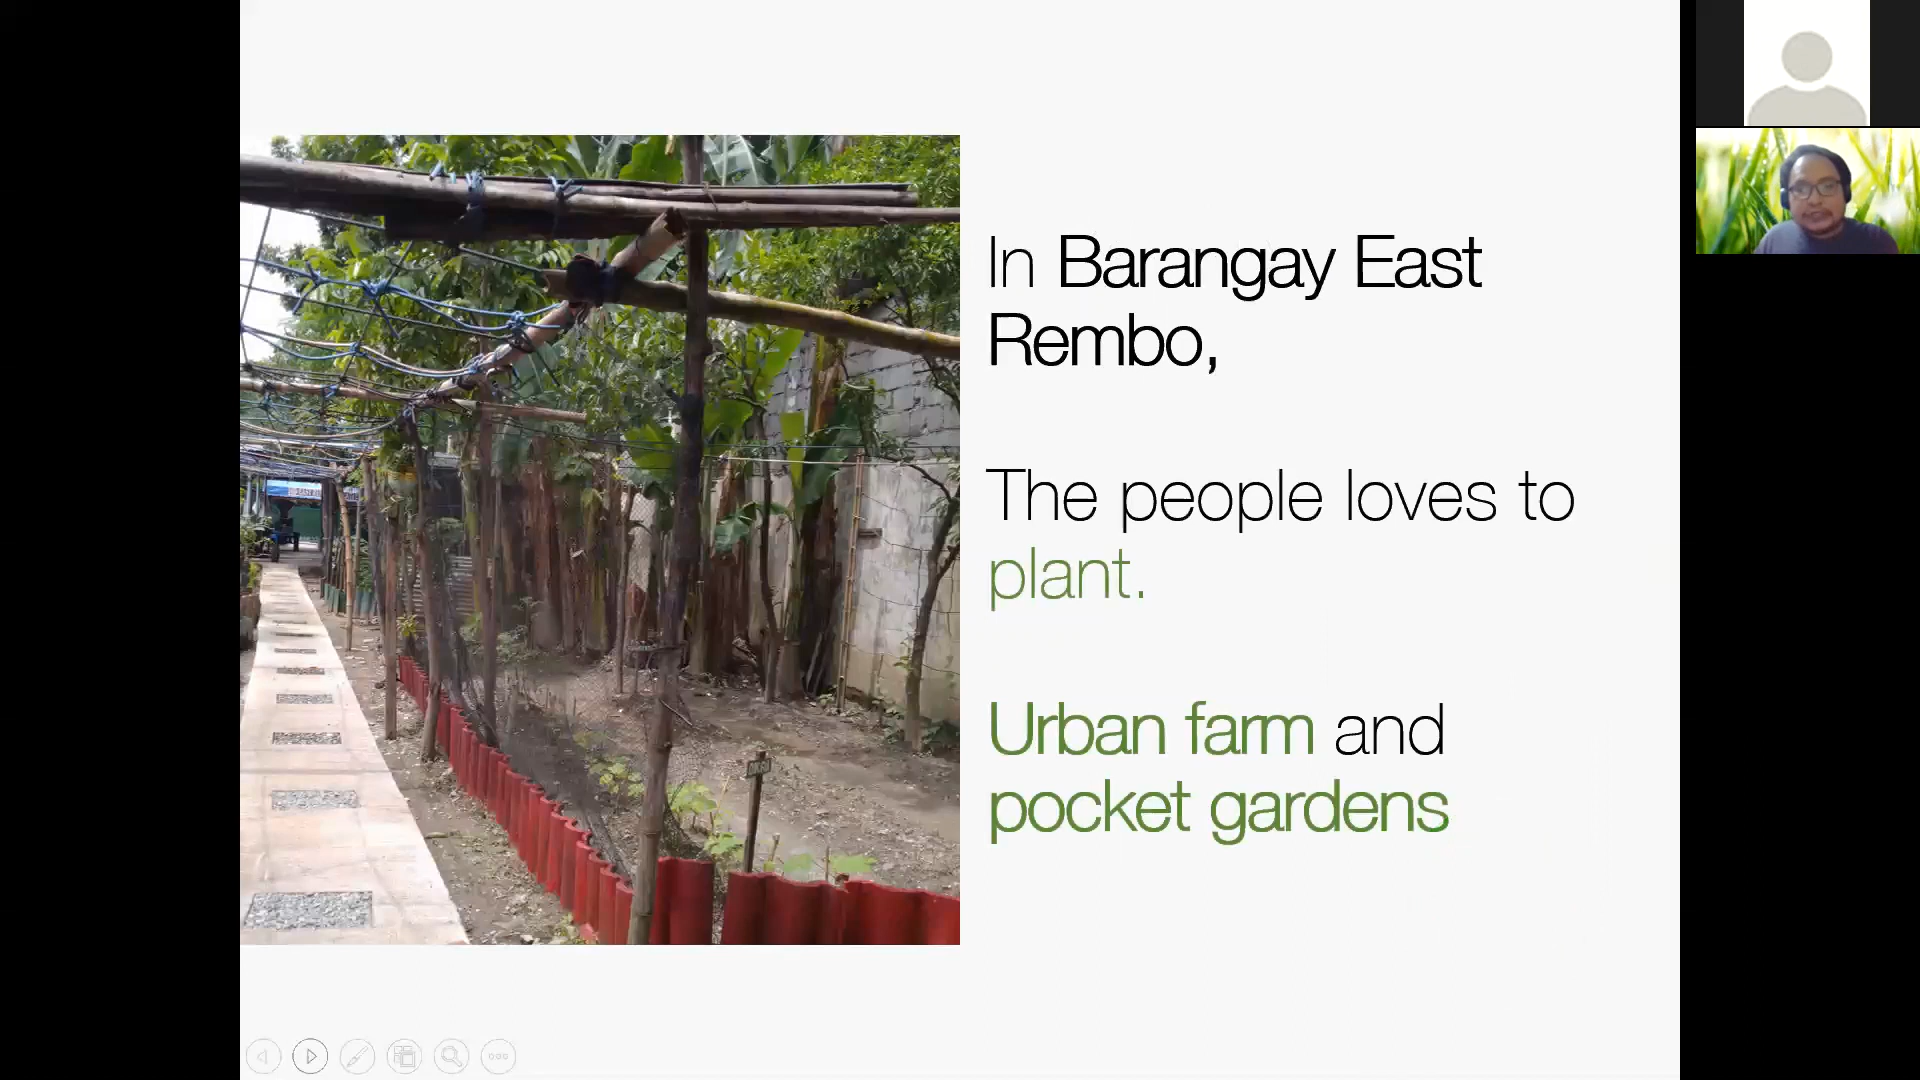 In Barangay East
Rembo,
The people loves to
plant.
Urban farm and
pocket gardens